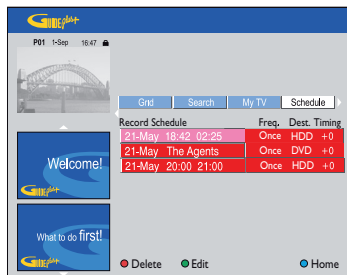 GUIDE plus+
P01 1-Sep 16:47
Grid Search My TV Schedule
Record Schedule Freq. Dest. Timing
21-May 18:42 02:25 Once HDD +0
21-May The Agents Once DVD +0
21-May 20:00 21:00 Once HDD +0
Welcome!
GUIDE plus+
What to do first!
GUIDE plus+
Delete Edit Home